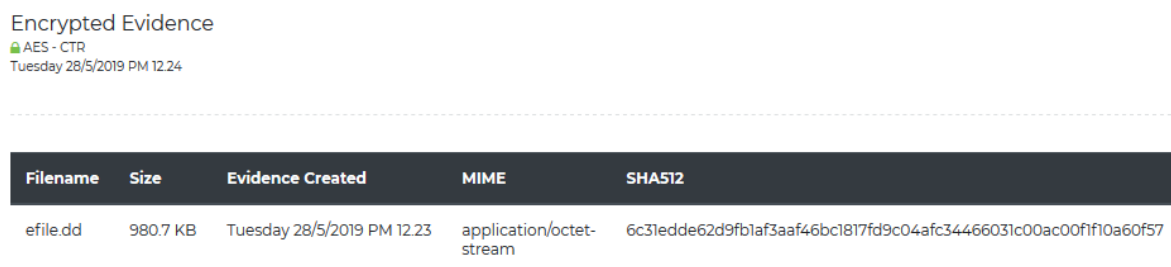 Encrypted Evidence
AES - CTR
Tuesday 28/5/2019 PM 12.24
Filename Size Evidence Created MIME SHA512
efile.dd 980.7 KB Tuesday 28/5/2019 PM 12.23 application/octet- 6c31edde62d9fb1af3aaf46bc1817fd9c04afc34466031c00ac00f1f10a60f57
stream